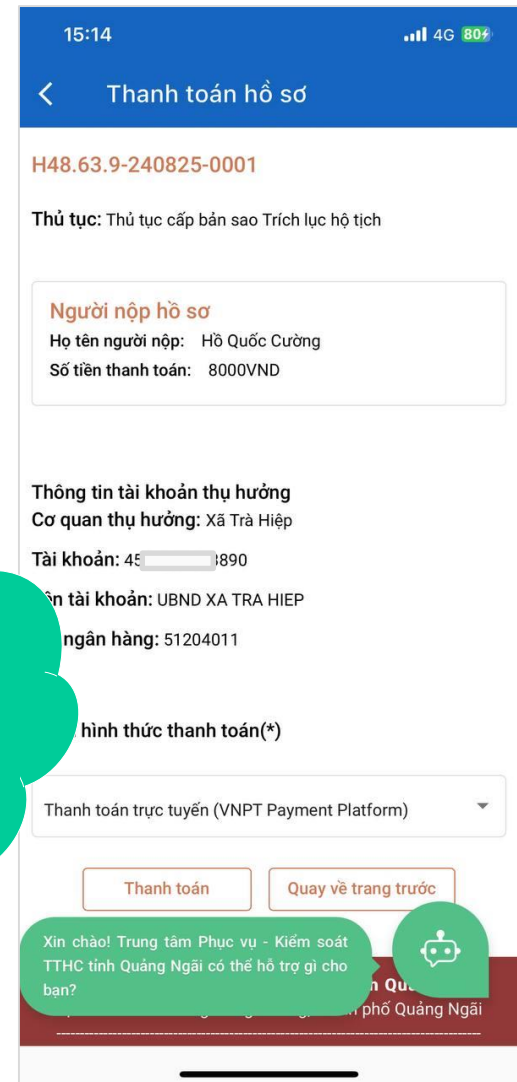 15:14
4G 80
Thanh toán hồ sơ
H48.63.9-240825-0001
Thủ tục: Thủ tục cấp bản sao Trích lục hộ tịch
Người nộp hồ sơ
Họ tên người nộp: Hồ Quốc Cường
Số tiền thanh toán: 8000VND
Thông tin tài khoản thụ hưởng
Cơ quan thụ hưởng: Xã Trà Hiệp
Tài khoản: 45 3890
tài khoản: UBND XA TRA HIEP
ngân hàng: 51204011
hình thức thanh toán(*)
Thanh toán trực tuyến (VNPT Payment Platform)
Thanh toán
Quay về trang trước
Xin chào! Trung tâm Phục vụ - Kiểm soát
TTHC tỉnh Quảng Ngãi có thể hỗ trợ gì cho
bạn?
phố Quảng Ngãi